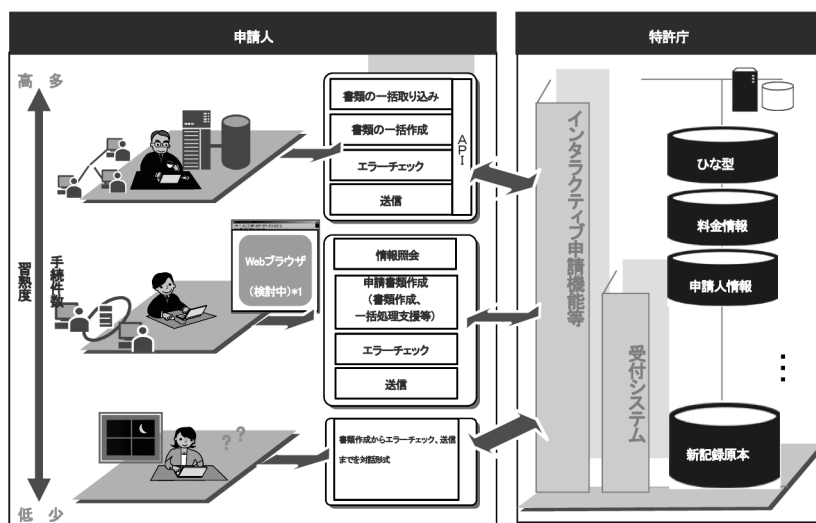 申請人
特許庁
高 多
習熟度
手続件数
低 少
書類の一括取り込み
書類の一括作成
エラーチェック
送信
API
Webブラウザ
(検討中)*1
情報照会
申請書類作成
(書類作成、
一括処理支援等)
エラーチェック
送信
??
書類作成からエラーチェック、送信
までを対話形式
インタラクティブ申請機能等
受付システム
ひな型
料金情報
申請人情報
新記録原本